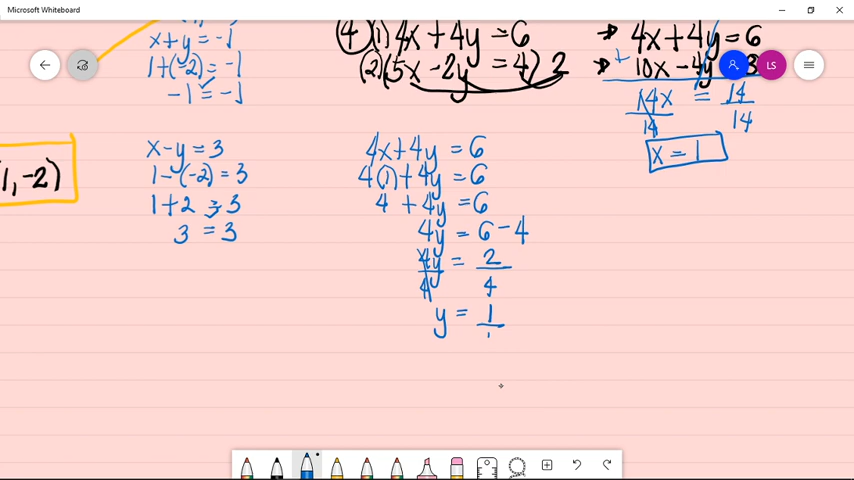 Microsoft Whiteboard
x+y=-1
1+(-2)=-1
-1=-1
1,-2)
x-y=3
1-(-2)=3
1+2=3
3=3
4 (1) 4x+4y=6
(2)(5x-2y=4)2
4x+4y=6
4(1)+4y=6
4+4y=6
4y=6-4
4y/4=2/4
y=1/
4x+4y=6
+ 10x-4y 3
14x/14=14/14
x=1
LS